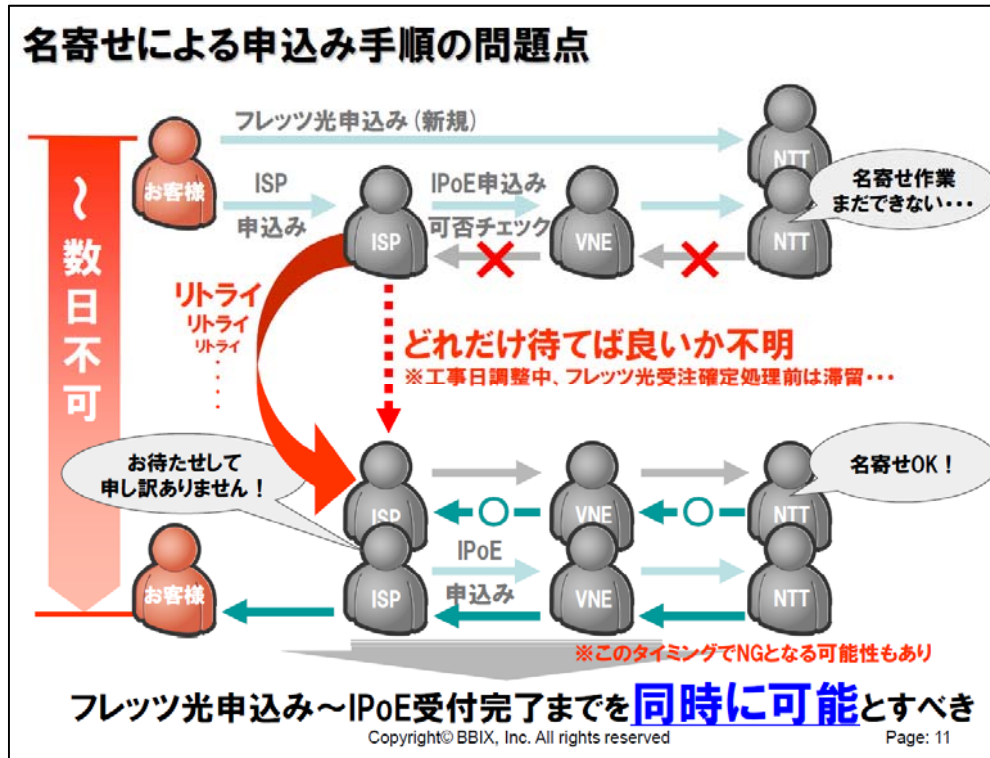 名寄せによる申込み手順の問題点
フレッツ光申込み(新規)
NTT
お客様
ISP
申込み
IPoE申込み
可否チェック
ISP
VNE
NTT
名寄せ作業
まだできない・・・
～数日不可
リトライ
リトライ
リトライ
・・・・
どれだけ待てば良いか不明
※工事日調整中、フレッツ光受注確定処理前は滞留・・・
お待たせして
申し訳ありません！
名寄せOK！
ISP
VNE
NTT
IPoE
申込み
お客様
ISP
VNE
NTT
※このタイミングでNGとなる可能性もあり
フレッツ光申込み～IPoE受付完了までを同時に可能とすべき
Copyright© BBIX, Inc. All rights reserved
Page: 11